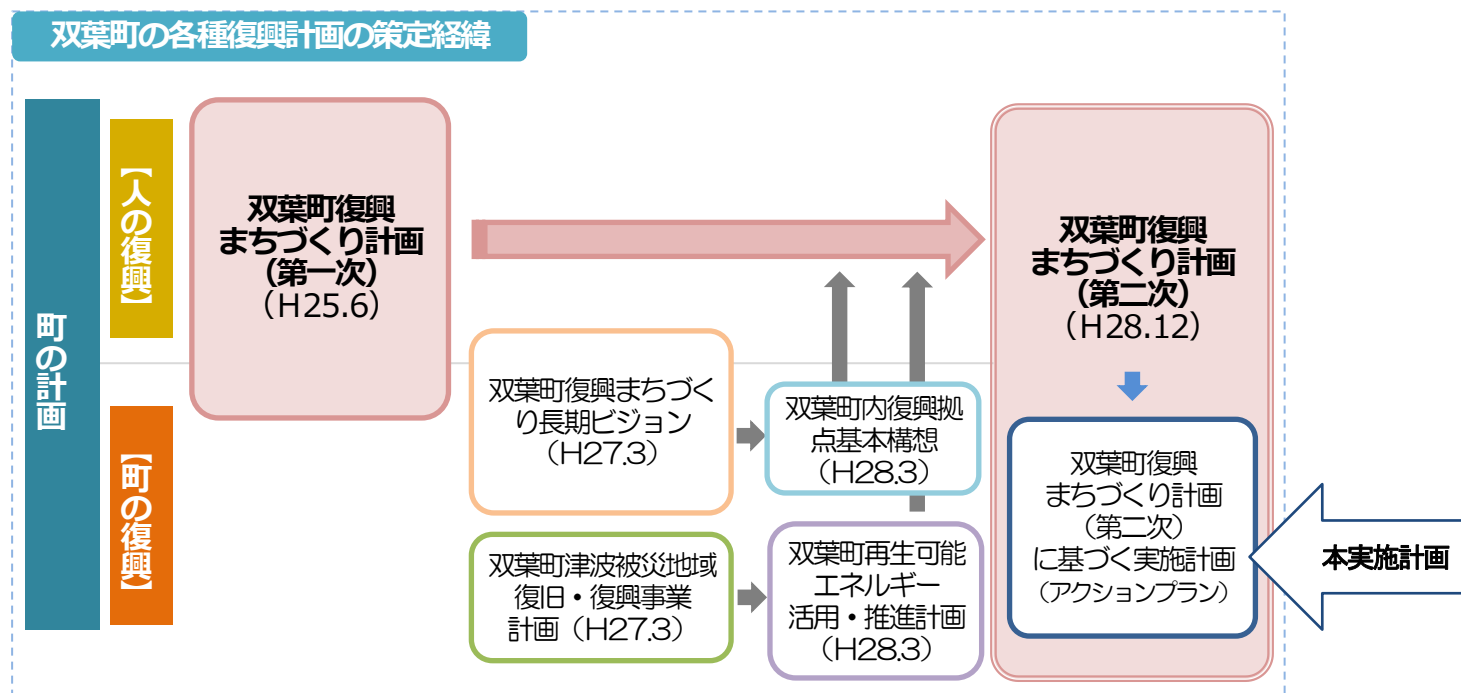 双葉町の各種復興計画の策定経緯
町の計画
【人の復興】
【町の復興】
双葉町復興
まちづくり計画
(第一次)
（H25.6）
双葉町復興まちづく
り長期ビジョン
（H27.3）
双葉町内復興拠
点基本構想
（H28.3）
双葉町津波被災地域
復旧・復興事業
計画（H27.3）
双葉町再生可能
エネルギー
活用・推進計画
（H28.3）
双葉町復興
まちづくり計画
(第二次)
（H28.12）
双葉町復興
まちづくり計画
(第二次)
に基づく実施計画
（アクションプラン）
本実施計画